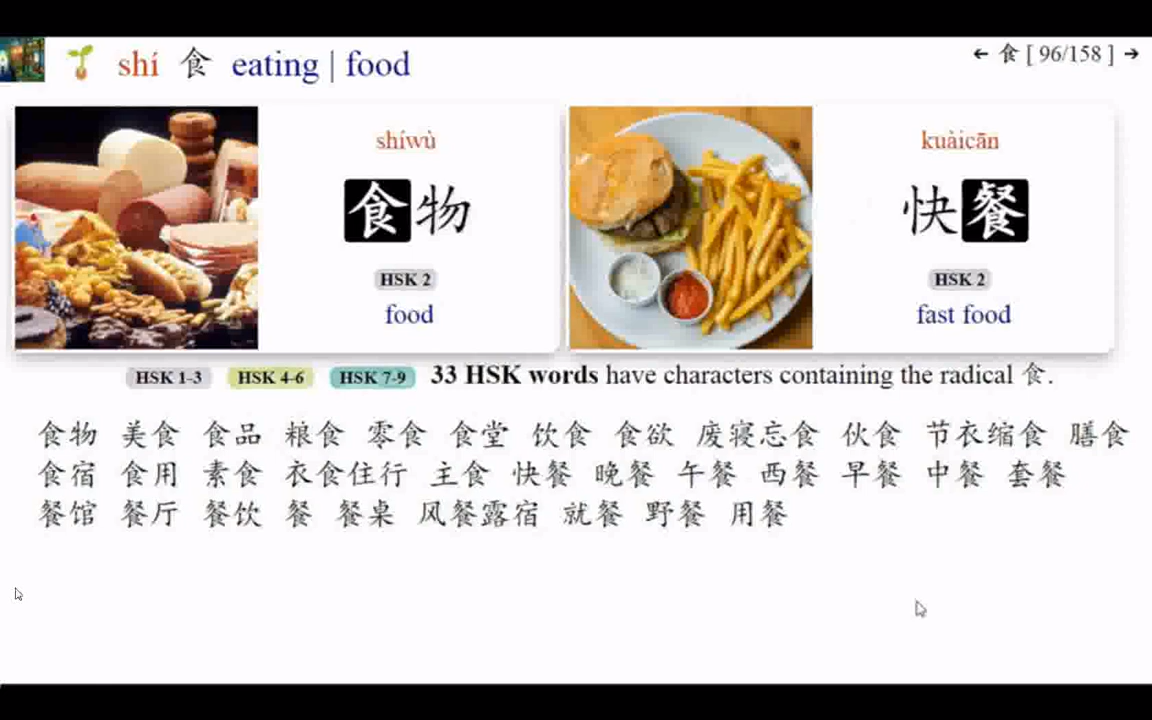 shí 食 eating | food
← 食 [ 96/158 ] →
shíwù
食物
HSK 2
food
kuàicān
快餐
HSK 2
fast food
HSK 1-3 HSK 4-6 HSK 7-9 33 HSK words have characters containing the radical 食.
食物 美食 食品 粮食 零食 食堂 饮食 食欲 废寝忘食 伙食 节衣缩食 膳食
食宿 食用 素食 衣食住行 主食 快餐 晚餐 午餐 西餐 早餐 中餐 套餐
餐馆 餐厅 餐饮 餐 餐桌 风餐露宿 就餐 野餐 用餐